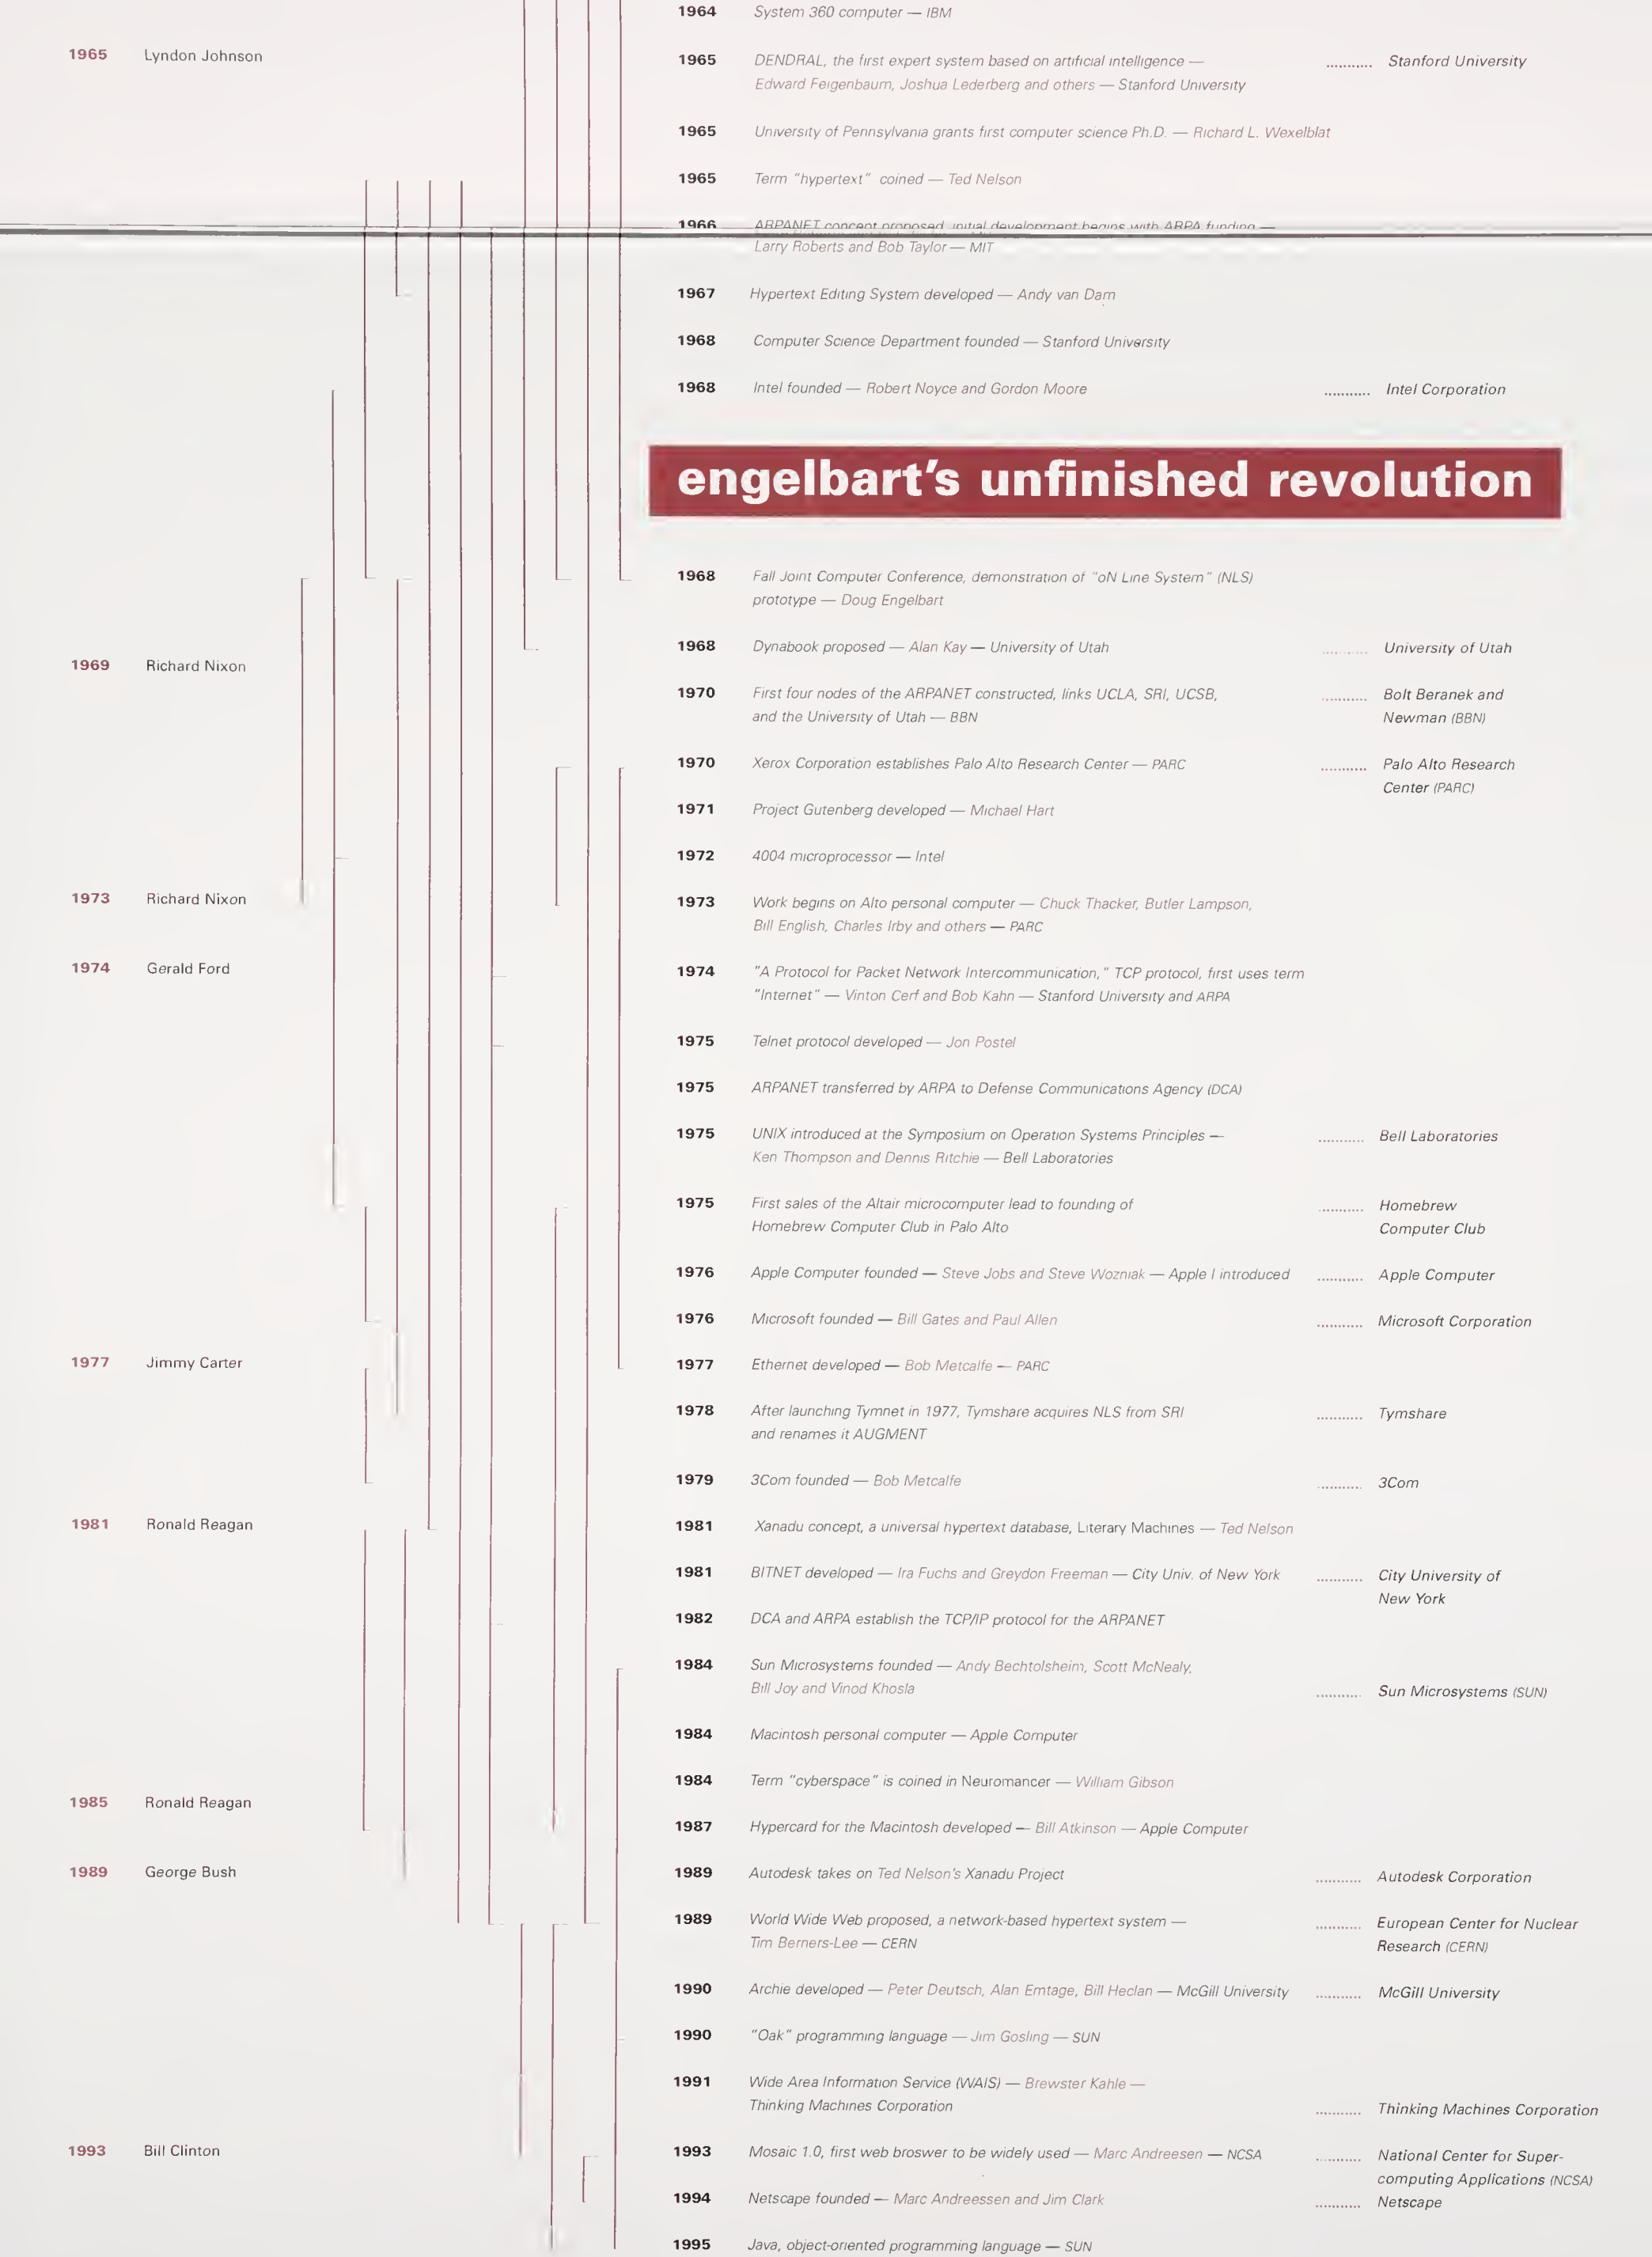 1964 System 360 computer — IBM
1965 Lyndon Johnson
1965 DENDRAL, the first expert system based on artificial intelligence — .......... Stanford University
Edward Feigenbaum, Joshua Lederberg and others — Stanford University
1965 University of Pennsylvania grants first computer science Ph.D. — Richard L. Wexelblat
1965 Term “hypertext” coined — Ted Nelson
1966 ARPANET concept proposed, initial development begins with ARPA funding —
Larry Roberts and Bob Taylor — MIT
1967 Hypertext Editing System developed — Andy van Dam
1968 Computer Science Department founded — Stanford University
1968 Intel founded — Robert Noyce and Gordon Moore .......... Intel Corporation
engelbart’s unfinished revolution
1968 Fall Joint Computer Conference, demonstration of “oN Line System” (NLS)
prototype — Doug Engelbart
1968 Dynabook proposed — Alan Kay — University of Utah .......... University of Utah
1969 Richard Nixon
1970 First four nodes of the ARPANET constructed, links UCLA, SRI, UCSB, .......... Bolt Beranek and
and the University of Utah — BBN Newman (BBN)
1970 Xerox Corporation establishes Palo Alto Research Center — PARC .......... Palo Alto Research
Center (PARC)
1971 Project Gutenberg developed — Michael Hart
1972 4004 microprocessor — Intel
1973 Richard Nixon
1973 Work begins on Alto personal computer — Chuck Thacker, Butler Lampson,
Bill English, Charles Irby and others — PARC
1974 Gerald Ford
1974 "A Protocol for Packet Network Intercommunication," TCP protocol, first uses term
“Internet” — Vinton Cerf and Bob Kahn — Stanford University and ARPA
1975 Telnet protocol developed — Jon Postel
1975 ARPANET transferred by ARPA to Defense Communications Agency (DCA)
1975 UNIX introduced at the Symposium on Operation Systems Principles — .......... Bell Laboratories
Ken Thompson and Dennis Ritchie — Bell Laboratories
1975 First sales of the Altair microcomputer lead to founding of .......... Homebrew
Homebrew Computer Club in Palo Alto Computer Club
1976 Apple Computer founded — Steve Jobs and Steve Wozniak — Apple I introduced .......... Apple Computer
1976 Microsoft founded — Bill Gates and Paul Allen .......... Microsoft Corporation
1977 Jimmy Carter
1977 Ethernet developed — Bob Metcalfe — PARC
1978 After launching Tymnet in 1977, Tymshare acquires NLS from SRI .......... Tymshare
and renames it AUGMENT
1979 3Com founded — Bob Metcalfe .......... 3Com
1981 Ronald Reagan
1981 Xanadu concept, a universal hypertext database, Literary Machines — Ted Nelson
1981 BITNET developed — Ira Fuchs and Greydon Freeman — City Univ. of New York .......... City University of
New York
1982 DCA and ARPA establish the TCP/IP protocol for the ARPANET
1984 Sun Microsystems founded — Andy Bechtolsheim, Scott McNealy,
Bill Joy and Vinod Khosla .......... Sun Microsystems (SUN)
1984 Macintosh personal computer — Apple Computer
1984 Term “cyberspace” is coined in Neuromancer — William Gibson
1985 Ronald Reagan
1987 Hypercard for the Macintosh developed — Bill Atkinson — Apple Computer
1989 George Bush
1989 Autodesk takes on Ted Nelson’s Xanadu Project .......... Autodesk Corporation
1989 World Wide Web proposed, a network-based hypertext system — .......... European Center for Nuclear
Tim Berners-Lee — CERN Research (CERN)
1990 Archie developed — Peter Deutsch, Alan Emtage, Bill Heclan — McGill University .......... McGill University
1990 “Oak” programming language — Jim Gosling — SUN
1991 Wide Area Information Service (WAIS) — Brewster Kahle —
Thinking Machines Corporation .......... Thinking Machines Corporation
1993 Bill Clinton
1993 Mosaic 1.0, first web broswer to be widely used — Marc Andreesen — NCSA .......... National Center for Super-
computing Applications (NCSA)
1994 Netscape founded — Marc Andreessen and Jim Clark .......... Netscape
1995 Java, object-oriented programming language — SUN